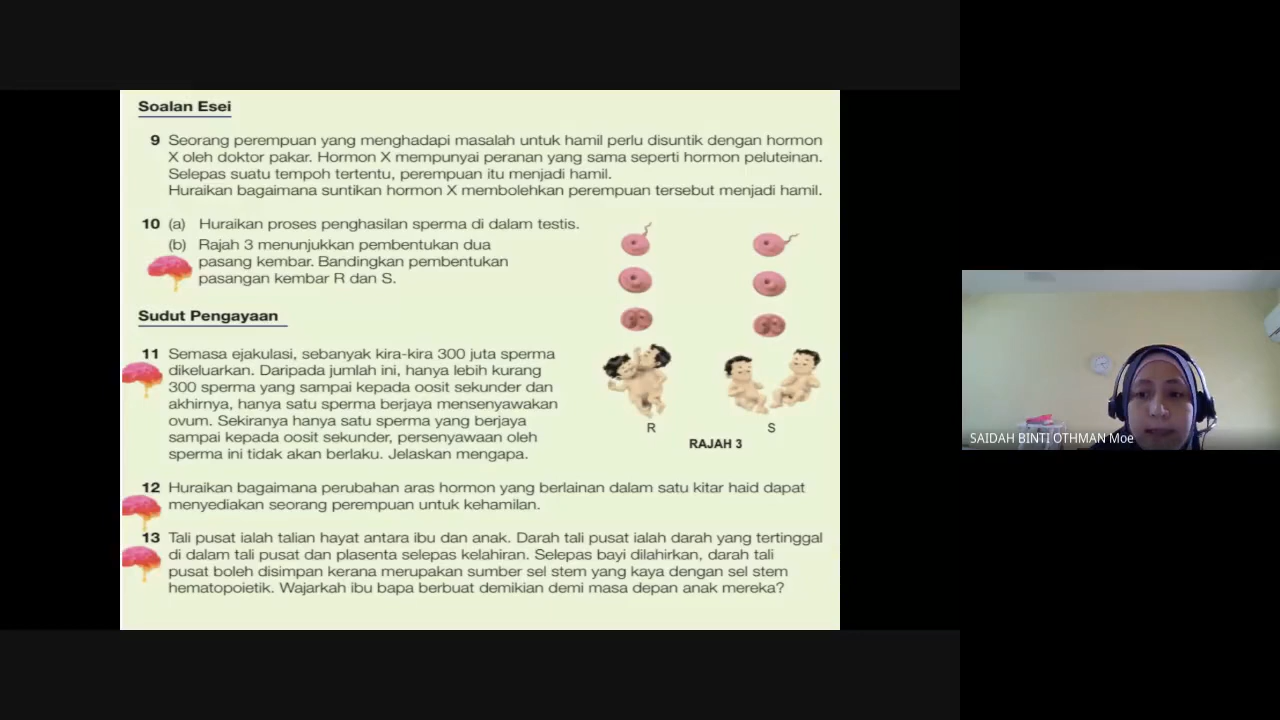 Soalan Esei
9 Seorang perempuan yang menghadapi masalah untuk hamil perlu disuntik dengan hormon
X oleh doktor pakar. Hormon X mempunyai peranan yang sama seperti hormon peluteinan.
Selepas suatu tempoh tertentu, perempuan itu menjadi hamil.
Huraikan bagaimana suntikan hormon X membolehkan perempuan tersebut menjadi hamil.
10 (a) Huraikan proses penghasilan sperma di dalam testis.
(b) Rajah 3 menunjukkan pembentukan dua
pasang kembar. Bandingkan pembentukan
pasangan kembar R dan S.
R
S
RAJAH 3
Sudut Pengayaan
11 Semasa ejakulasi, sebanyak kira-kira 300 juta sperma
dikeluarkan. Daripada jumlah ini, hanya lebih kurang
300 sperma yang sampai kepada oosit sekunder dan
akhirnya, hanya satu sperma berjaya mensenyawakan
ovum. Sekiranya hanya satu sperma yang berjaya
sampai kepada oosit sekunder, persenyawaan oleh
sperma ini tidak akan berlaku. Jelaskan mengapa.
12 Huraikan bagaimana perubahan aras hormon yang berlainan dalam satu kitar haid dapat
menyediakan seorang perempuan untuk kehamilan.
13 Tali pusat ialah talian hayat antara ibu dan anak. Darah tali pusat ialah darah yang tertinggal
di dalam tali pusat dan plasenta selepas kelahiran. Selepas bayi dilahirkan, darah tali
pusat boleh disimpan kerana merupakan sumber sel stem yang kaya dengan sel stem
hematopoietik. Wajarkah ibu bapa berbuat demikian demi masa depan anak mereka?
SAIDAH BINTI OTHMAN Moe